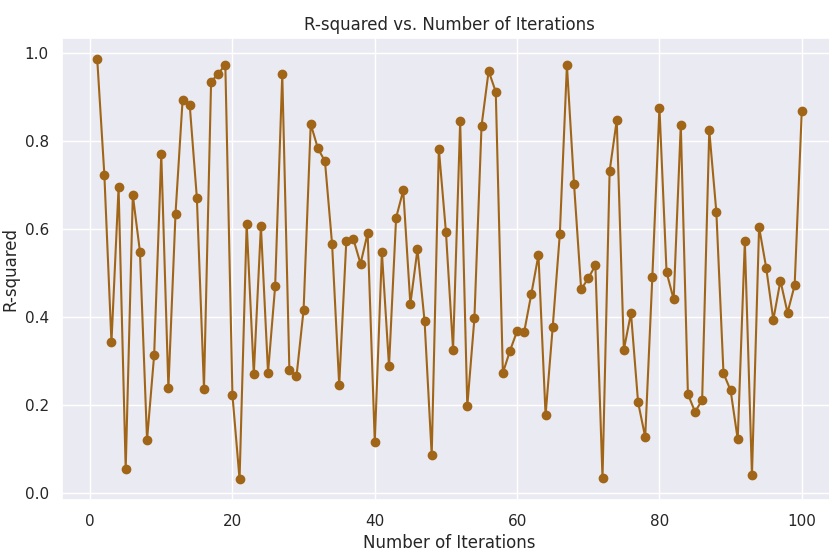 R-squared vs. Number of Iterations
1.0
0.8
0.6
0.4
0.2
0.0
R-squared
0 20 40 60 80 100
Number of Iterations